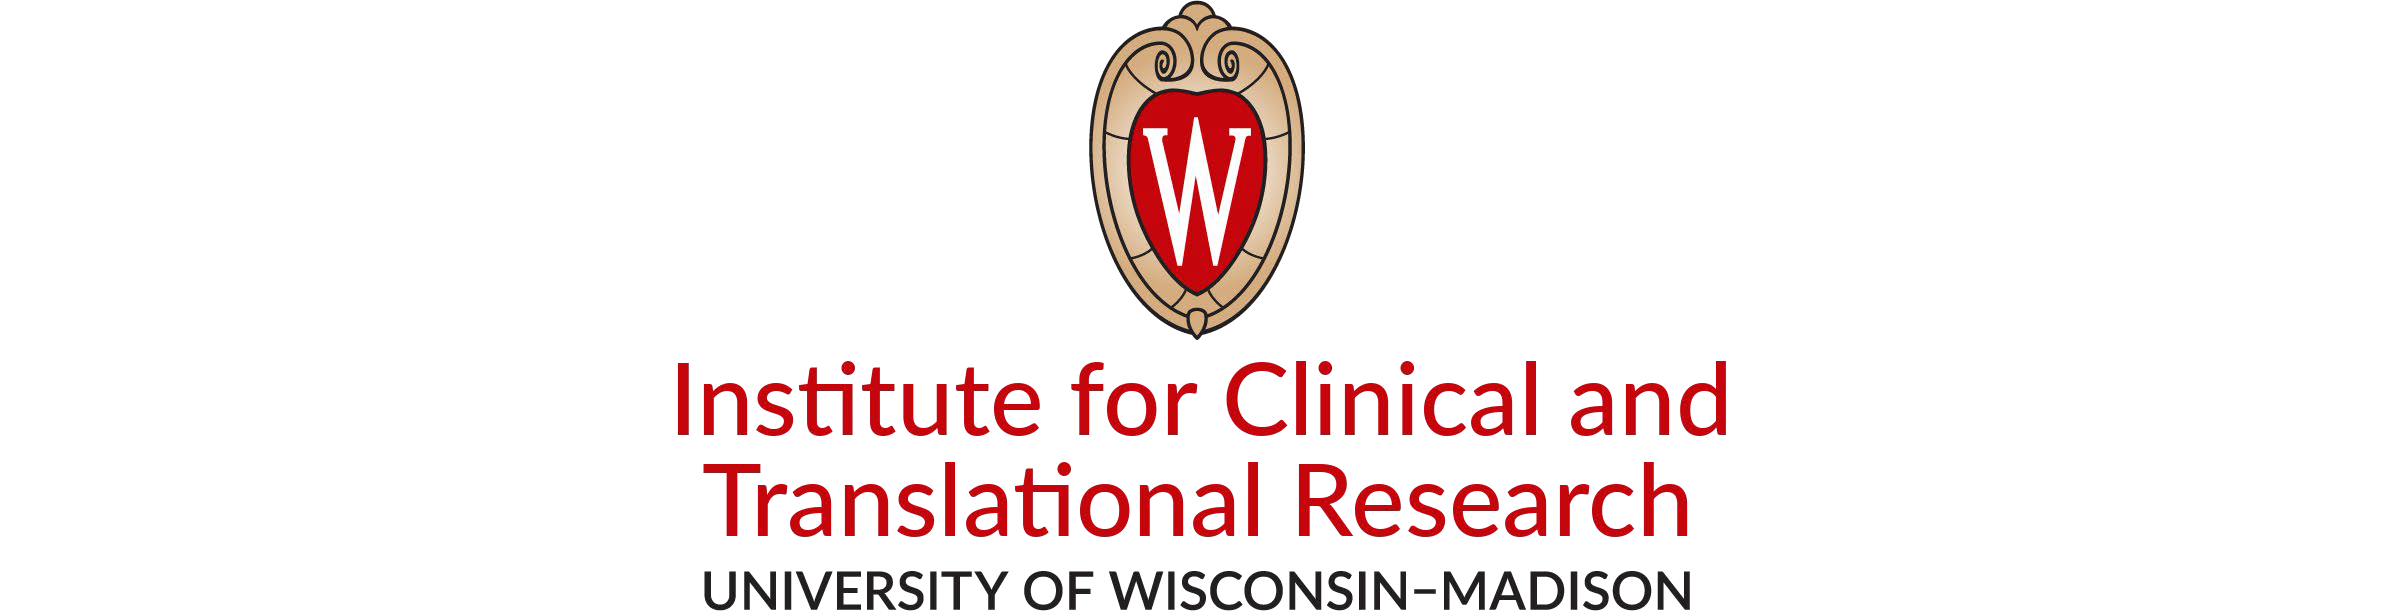 W
Institute for Clinical and
Translational Research
UNIVERSITY OF WISCONSIN–MADISON